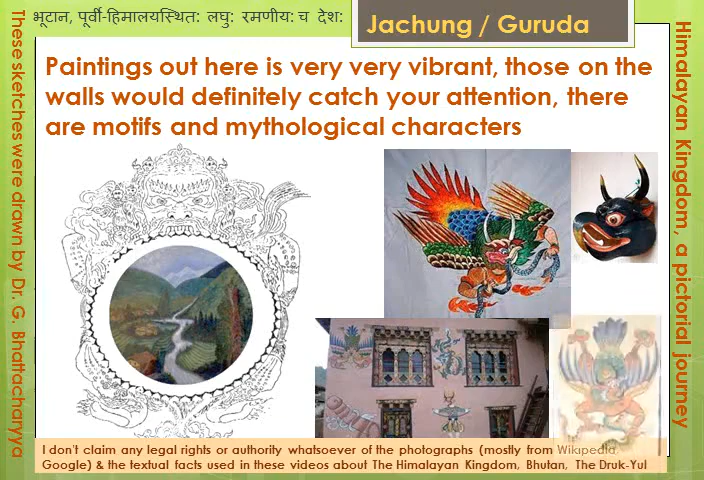 भूटान, पूर्वी-हिमालयस्थित: लघु: रमणीय: च देश:
Jachung / Guruda
Paintings out here is very very vibrant, those on the
walls would definitely catch your attention, there
are motifs and mythological characters
These sketches were drawn by Dr. G. Bhattacharyya
Himalayan Kingdom, a pictorial journey
I don't claim any legal rights or authority whatsoever of the photographs (mostly from Wikipedia,
Google) & the textual facts used in these videos about The Himalayan Kingdom, Bhutan, The Druk-Yul